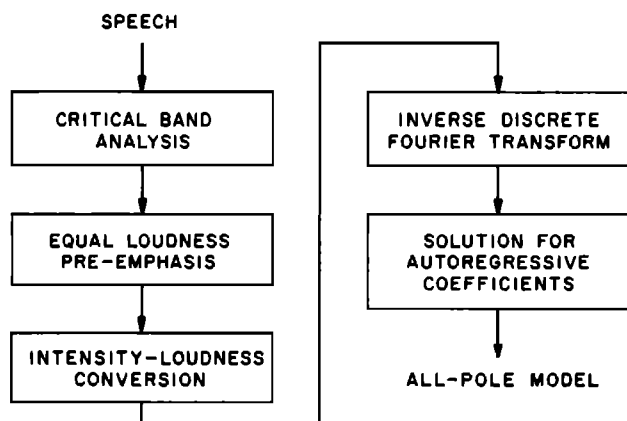 SPEECH
CRITICAL BAND
ANALYSIS
EQUAL LOUDNESS
PRE-EMPHASIS
INTENSITY-LOUDNESS
CONVERSION
INVERSE DISCRETE
FOURIER TRANSFORM
SOLUTION FOR
AUTOREGRESSIVE
COEFFICIENTS
ALL-POLE MODEL